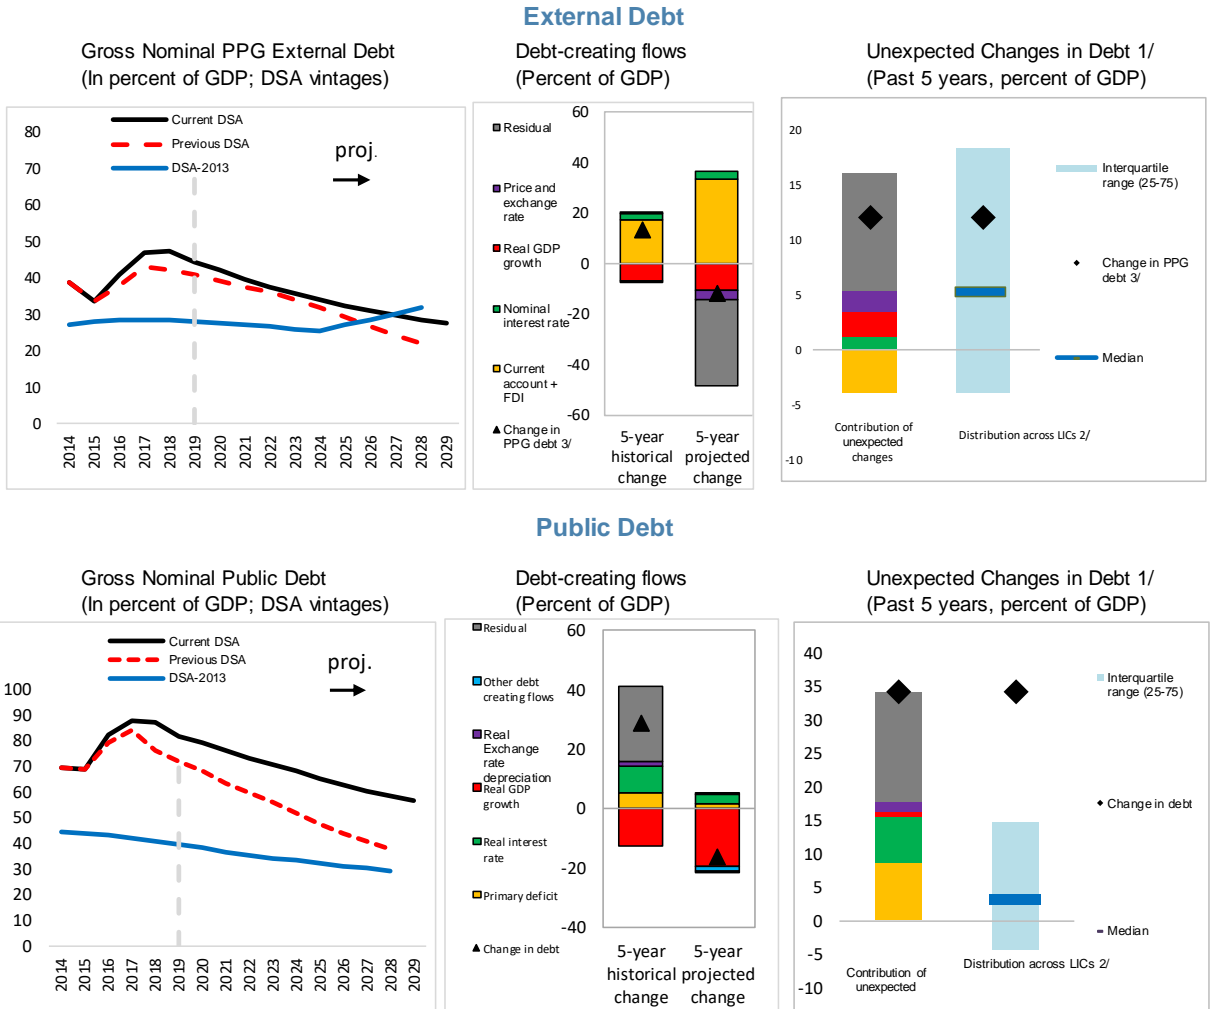 External Debt
Gross Nominal PPG External Debt
(In percent of GDP; DSA vintages)
Current DSA
Previous DSA
DSA-2013
proj.
80
70
60
50
40
30
20
10
0
2014
2015
2016
2017
2018
2019
2020
2021
2022
2023
2024
2025
2026
2027
2028
2029
Debt-creating flows
(Percent of GDP)
Residual
Price and
exchange
rate
Real GDP
growth
Nominal
interest rate
Current
account +
FDI
Change in
PPG debt 3/
60
40
20
0
-20
-40
-60
5-year
historical
change
5-year
projected
change
Unexpected Changes in Debt 1/
(Past 5 years, percent of GDP)
20
15
10
5
0
-5
-10
Contribution of
unexpected
changes
Distribution across LICs 2/
Interquartile
range (25-75)
Change in PPG
debt 3/
Median
Public Debt
Gross Nominal Public Debt
(In percent of GDP; DSA vintages)
Current DSA
Previous DSA
DSA-2013
proj.
100
90
80
70
60
50
40
30
20
10
0
2014
2015
2016
2017
2018
2019
2020
2021
2022
2023
2024
2025
2026
2027
2028
2029
Debt-creating flows
(Percent of GDP)
Residual
Other debt
creating flows
Real
Exchange
rate
depreciation
Real GDP
growth
Real interest
rate
Primary deficit
Change in debt
60
40
20
0
-20
-40
5-year
historical
change
5-year
projected
change
Unexpected Changes in Debt 1/
(Past 5 years, percent of GDP)
40
35
30
25
20
15
10
5
0
-5
-10
Contribution of
unexpected
Distribution across LICs 2/
Interquartile
range (25-75)
Change in debt
Median